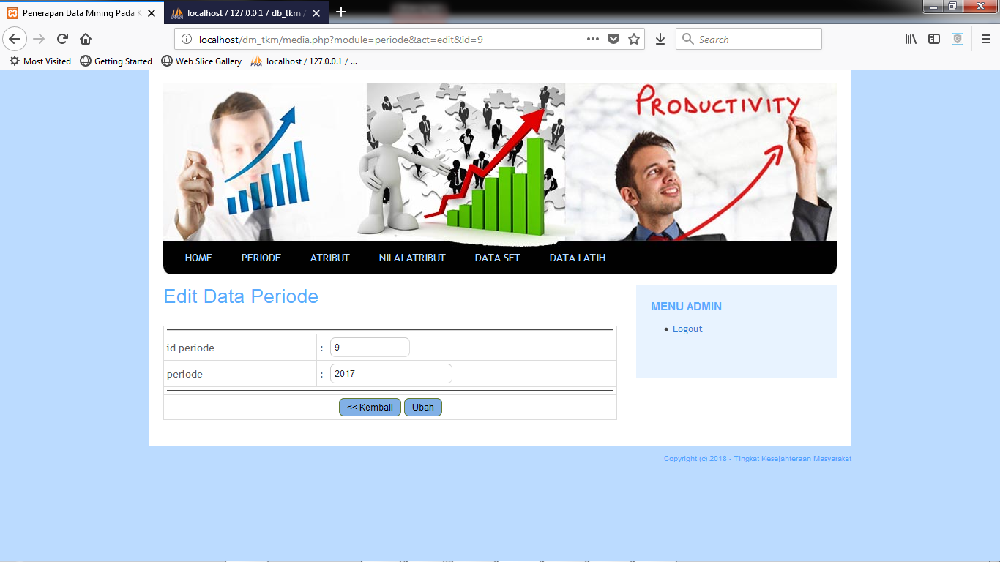 Penerapan Data Mining Pada K
localhost / 127.0.0.1 / db_tkm /
localhost/dm_tkm/media.php?module=periode&act=edit&id=9
Search
Most Visited
Getting Started
Web Slice Gallery
PMA
localhost / 127.0.0.1 / ...
PRODUCTIVITY
HOME
PERIODE
ATRIBUT
NILAI ATRIBUT
DATA SET
DATA LATIH
Edit Data Periode
id periode : 9
periode : 2017
<< Kembali
Ubah
MENU ADMIN
Logout
Copyright (c) 2018 - Tingkat Kesejahteraan Masyarakat